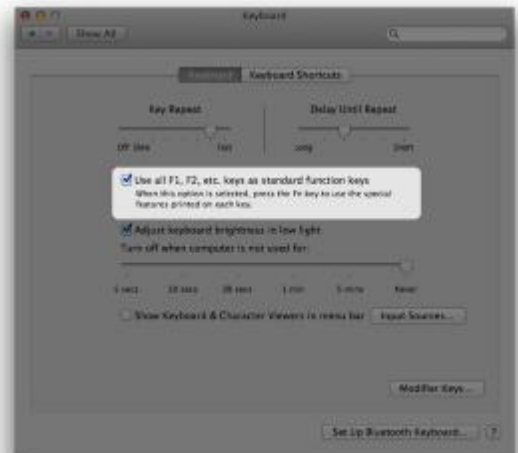 Keyboard
Show All
Keyboard Keyboard Shortcuts
Key Repeat Delay Until Repeat
Off Slow Fast Long Short
Use all F1, F2, etc. keys as standard function keys
When this option is selected, press the Fn key to use the special
features printed on each key.
Adjust keyboard brightness in low light
Turn off when computer is not used for:
5 secs 10 secs 30 secs 1 min 5 mins Never
Show Keyboard & Character Viewers in menu bar Input Sources...
Modifier Keys...
Set Up Bluetooth Keyboard... ?